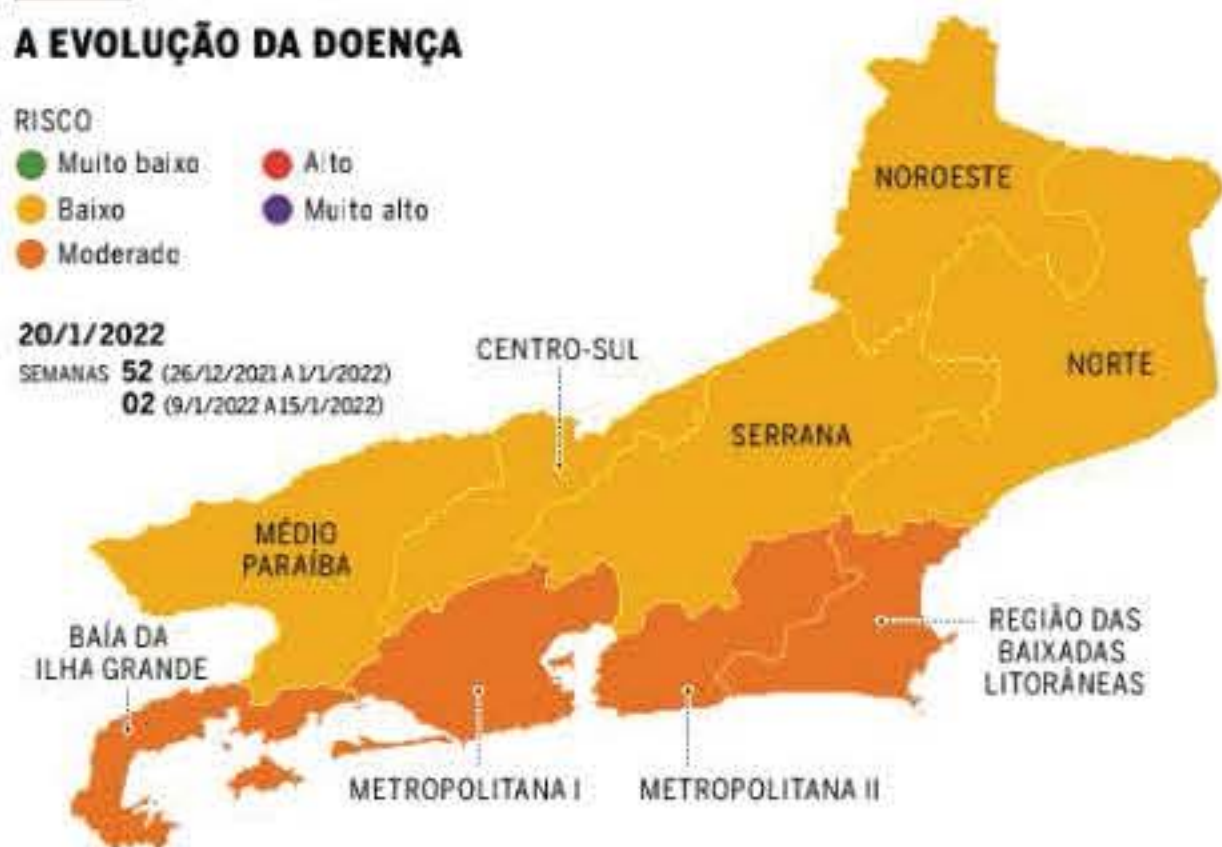 A EVOLUÇÃO DA DOENÇA
RISCO
Muito baixo
Baixo
Moderado
Alto
Muito alto
20/1/2022
SEMANAS 52 (26/12/2021 A 1/1/2022)
02 (9/1/2022 A 15/1/2022)
NOROESTE
NORTE
CENTRO-SUL
SERRANA
MÉDIO
PARAÍBA
BAÍA DA
ILHA GRANDE
REGIÃO DAS
BAIXADAS
LITORÂNEAS
METROPOLITANA I
METROPOLITANA II